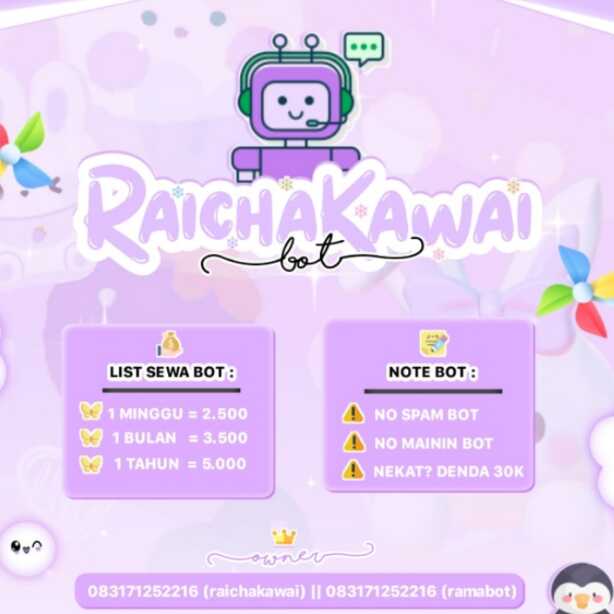 RAICHAKAWAI
bot
LIST SEWA BOT :
1 MINGGU = 2.500
1 BULAN = 3.500
1 TAHUN = 5.000
NOTE BOT :
NO SPAM BOT
NO MAININ BOT
NEKAT? DENDA 30K
owner
083171252216 (raichakawai) || 083171252216 (ramabot)